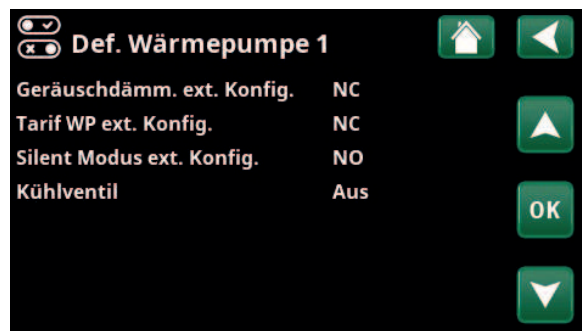 Def. Wärmepumpe 1
Geräuschdämm. ext. Konfig. NC
Tarif WP ext. Konfig. NC
Silent Modus ext. Konfig. NO
Kühlventil Aus
OK